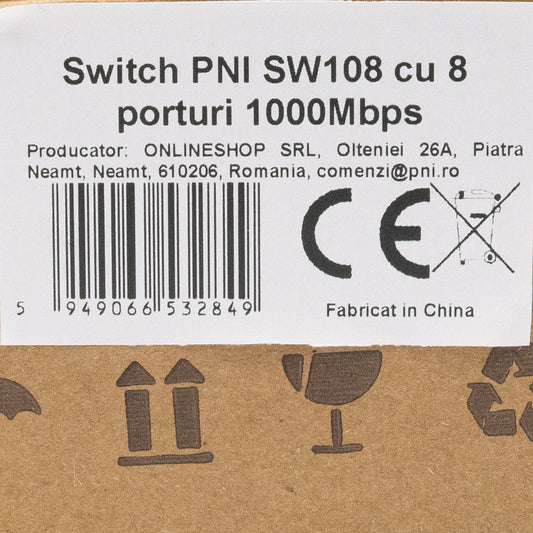 Switch PNI SW108 cu 8
porturi 1000Mbps
Producator: ONLINESHOP SRL, Olteniei 26A, Piatra
Neamt, Neamt, 610206, Romania, comenzi@pni.ro
CE
5 949066 532849
Fabricat in China